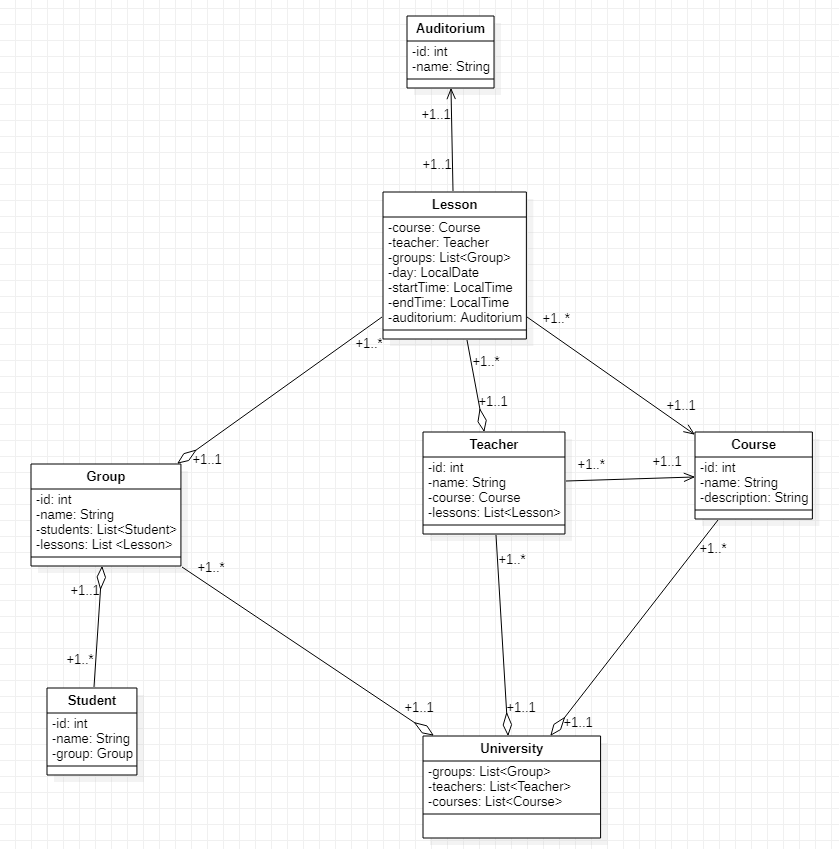 Auditorium
-id: int
-name: String
+1..1
+1..1
Lesson
-course: Course
-teacher: Teacher
-groups: List<Group>
-day: LocalDate
-startTime: LocalTime
-endTime: LocalTime
-auditorium: Auditorium
+1..*
+1..*
+1..*
+1..1
+1..1
+1..1
Group
-id: int
-name: String
-students: List<Student>
-lessons: List <Lesson>
Teacher
-id: int
-name: String
-course: Course
-lessons: List<Lesson>
+1..*
+1..1
Course
-id: int
-name: String
-description: String
+1..1
+1..*
+1..*
+1..*
+1..*
Student
-id: int
-name: String
-group: Group
+1..1
+1..1
+1..1
University
-groups: List<Group>
-teachers: List<Teacher>
-courses: List<Course>